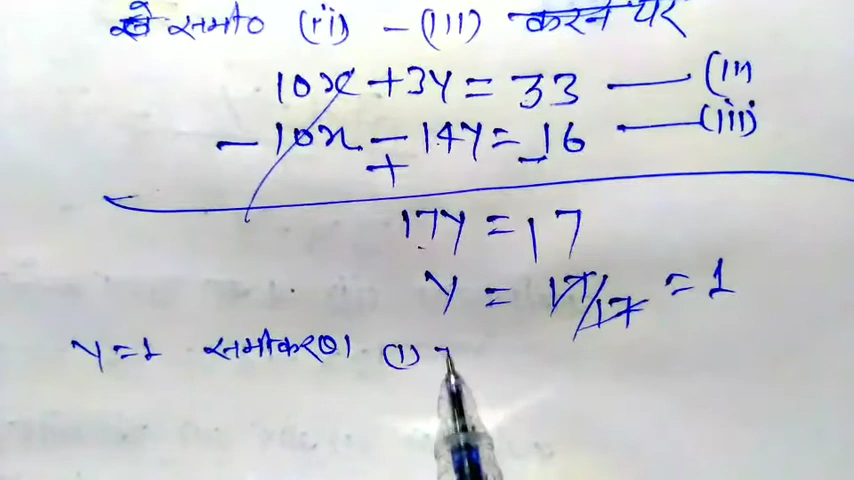 से समी० (ii) - (iii) करने पर
10x + 3y = 33 — (ii)
- 10x - 14y = 16 — (iii)
+ -
17y = 17
y = 17/17 = 1
y = 1 समीकरण (i)